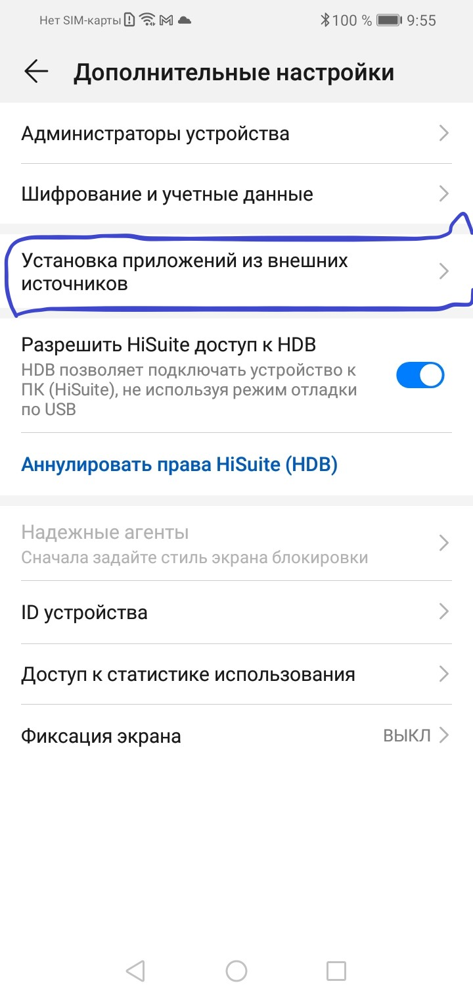 Нет SIM-карты 100 % 9:55
Дополнительные настройки
Администраторы устройства
Шифрование и учетные данные
Установка приложений из внешних
источников
Разрешить HiSuite доступ к HDB
HDB позволяет подключать устройство к
ПК (HiSuite), не используя режим отладки
по USB
Аннулировать права HiSuite (HDB)
Надежные агенты
Сначала задайте стиль экрана блокировки
ID устройства
Доступ к статистике использования
Фиксация экрана ВЫКЛ